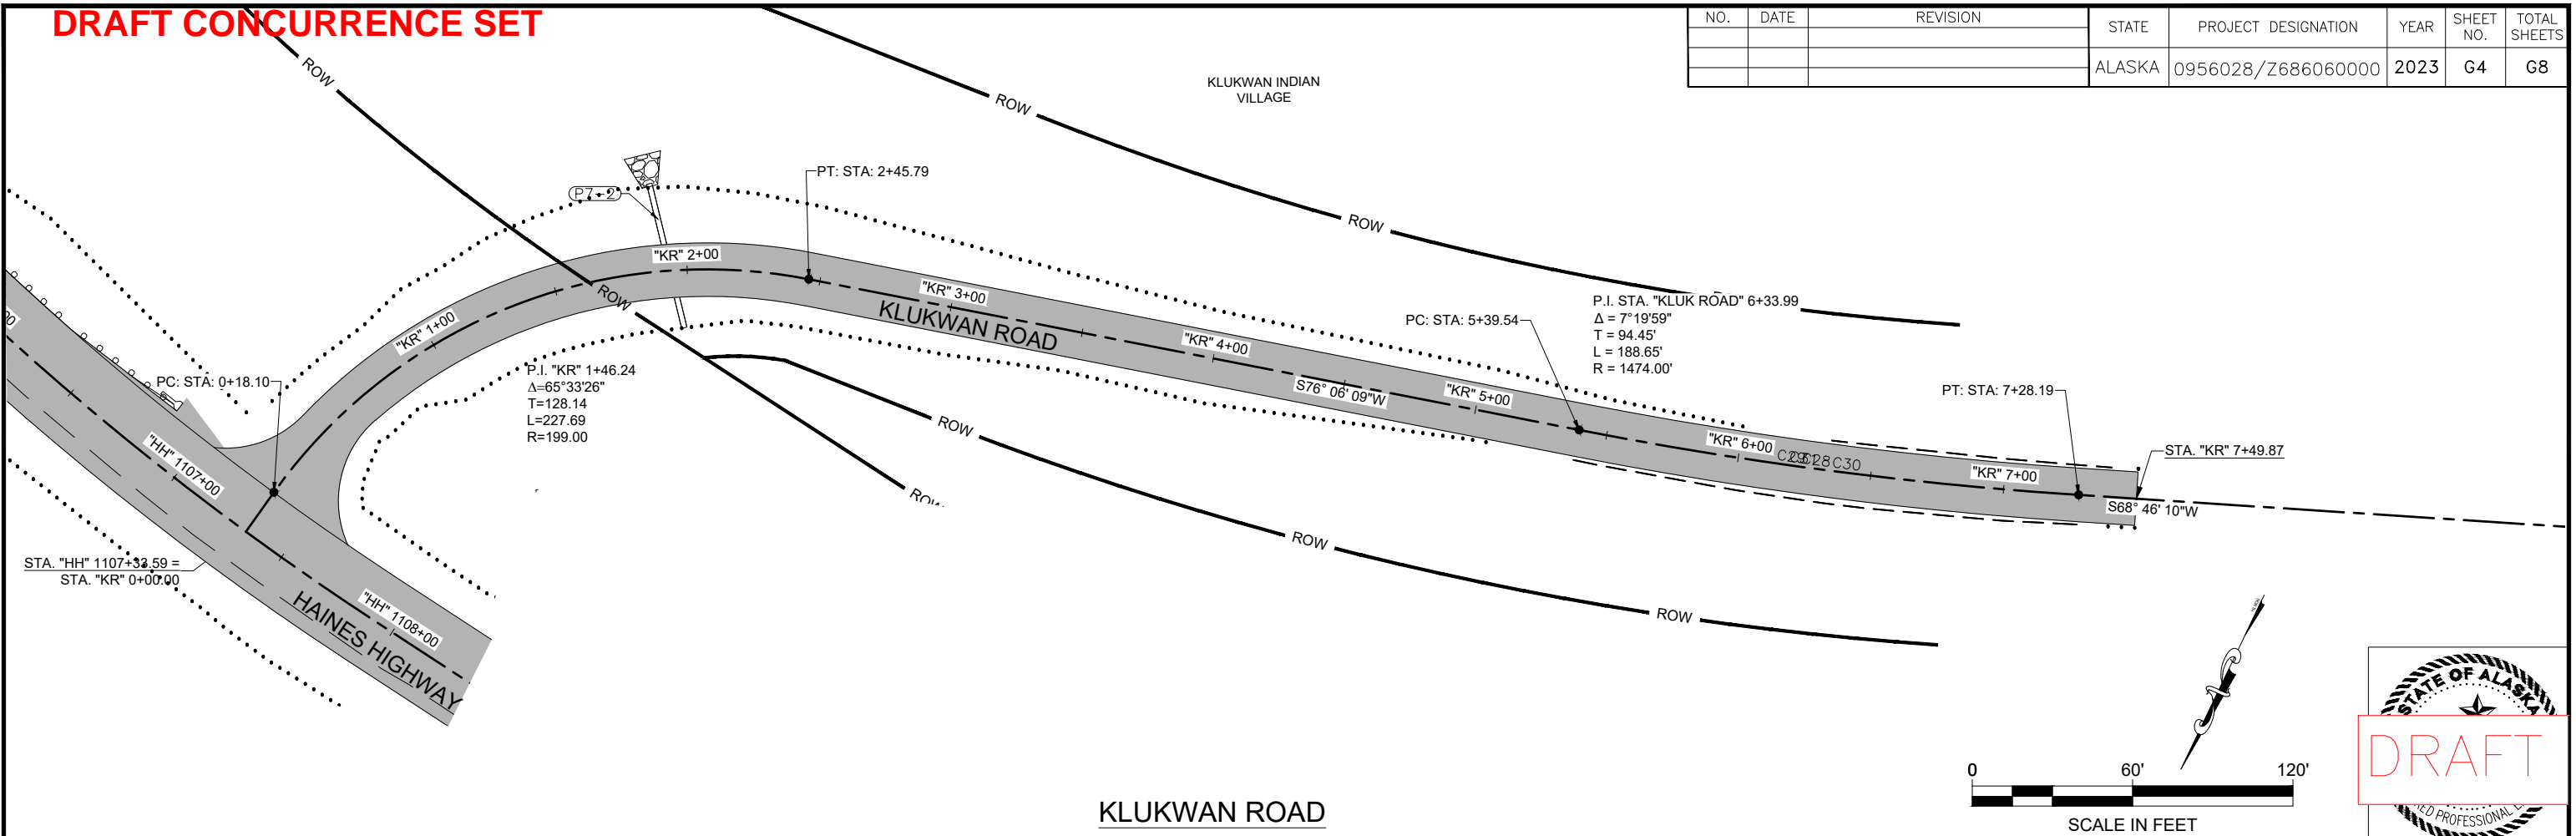 DRAFT CONCURRENCE SET
NO. DATE REVISION
STATE PROJECT DESIGNATION YEAR SHEET NO. TOTAL SHEETS
ALASKA 0956028/Z686060000 2023 G4 G8
ROW
ROW
KLUKWAN INDIAN
VILLAGE
ROW
P7-2
PT: STA: 2+45.79
"KR" 2+00
ROW
"KR" 1+00
"KR" 3+00
KLUKWAN ROAD
"KR" 4+00
S76° 06' 09"W
"KR" 5+00
PC: STA: 5+39.54
P.I. STA. "KLUK ROAD" 6+33.99
Δ = 7°19'59"
T = 94.45'
L = 188.65'
R = 1474.00'
PC: STA: 0+18.10
P.I. "KR" 1+46.24
Δ=65°33'26"
T=128.14
L=227.69
R=199.00
ROW
ROW
"KR" 6+00
C30
"KR" 7+00
PT: STA: 7+28.19
STA. "KR" 7+49.87
S68° 46' 10"W
"HH" 1107+00
STA. "HH" 1107+33.59 =
STA. "KR" 0+00.00
"HH" 1108+00
HAINES HIGHWAY
ROW
ROW
0 60' 120'
SCALE IN FEET
KLUKWAN ROAD
STATE OF ALASKA
DRAFT
PROFESSIONAL